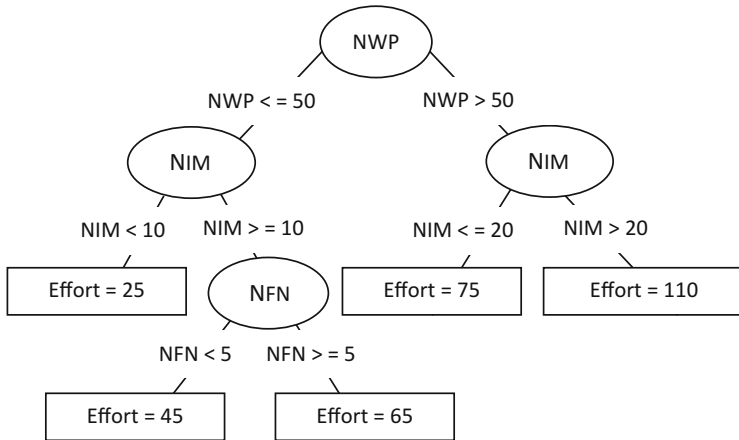 NWP
NWP < = 50
NWP > 50
NIM
NIM
NIM < 10
NIM > = 10
NIM < = 20
NIM > 20
Effort = 25
NFN
Effort = 75
Effort = 110
NFN < 5
NFN > = 5
Effort = 45
Effort = 65